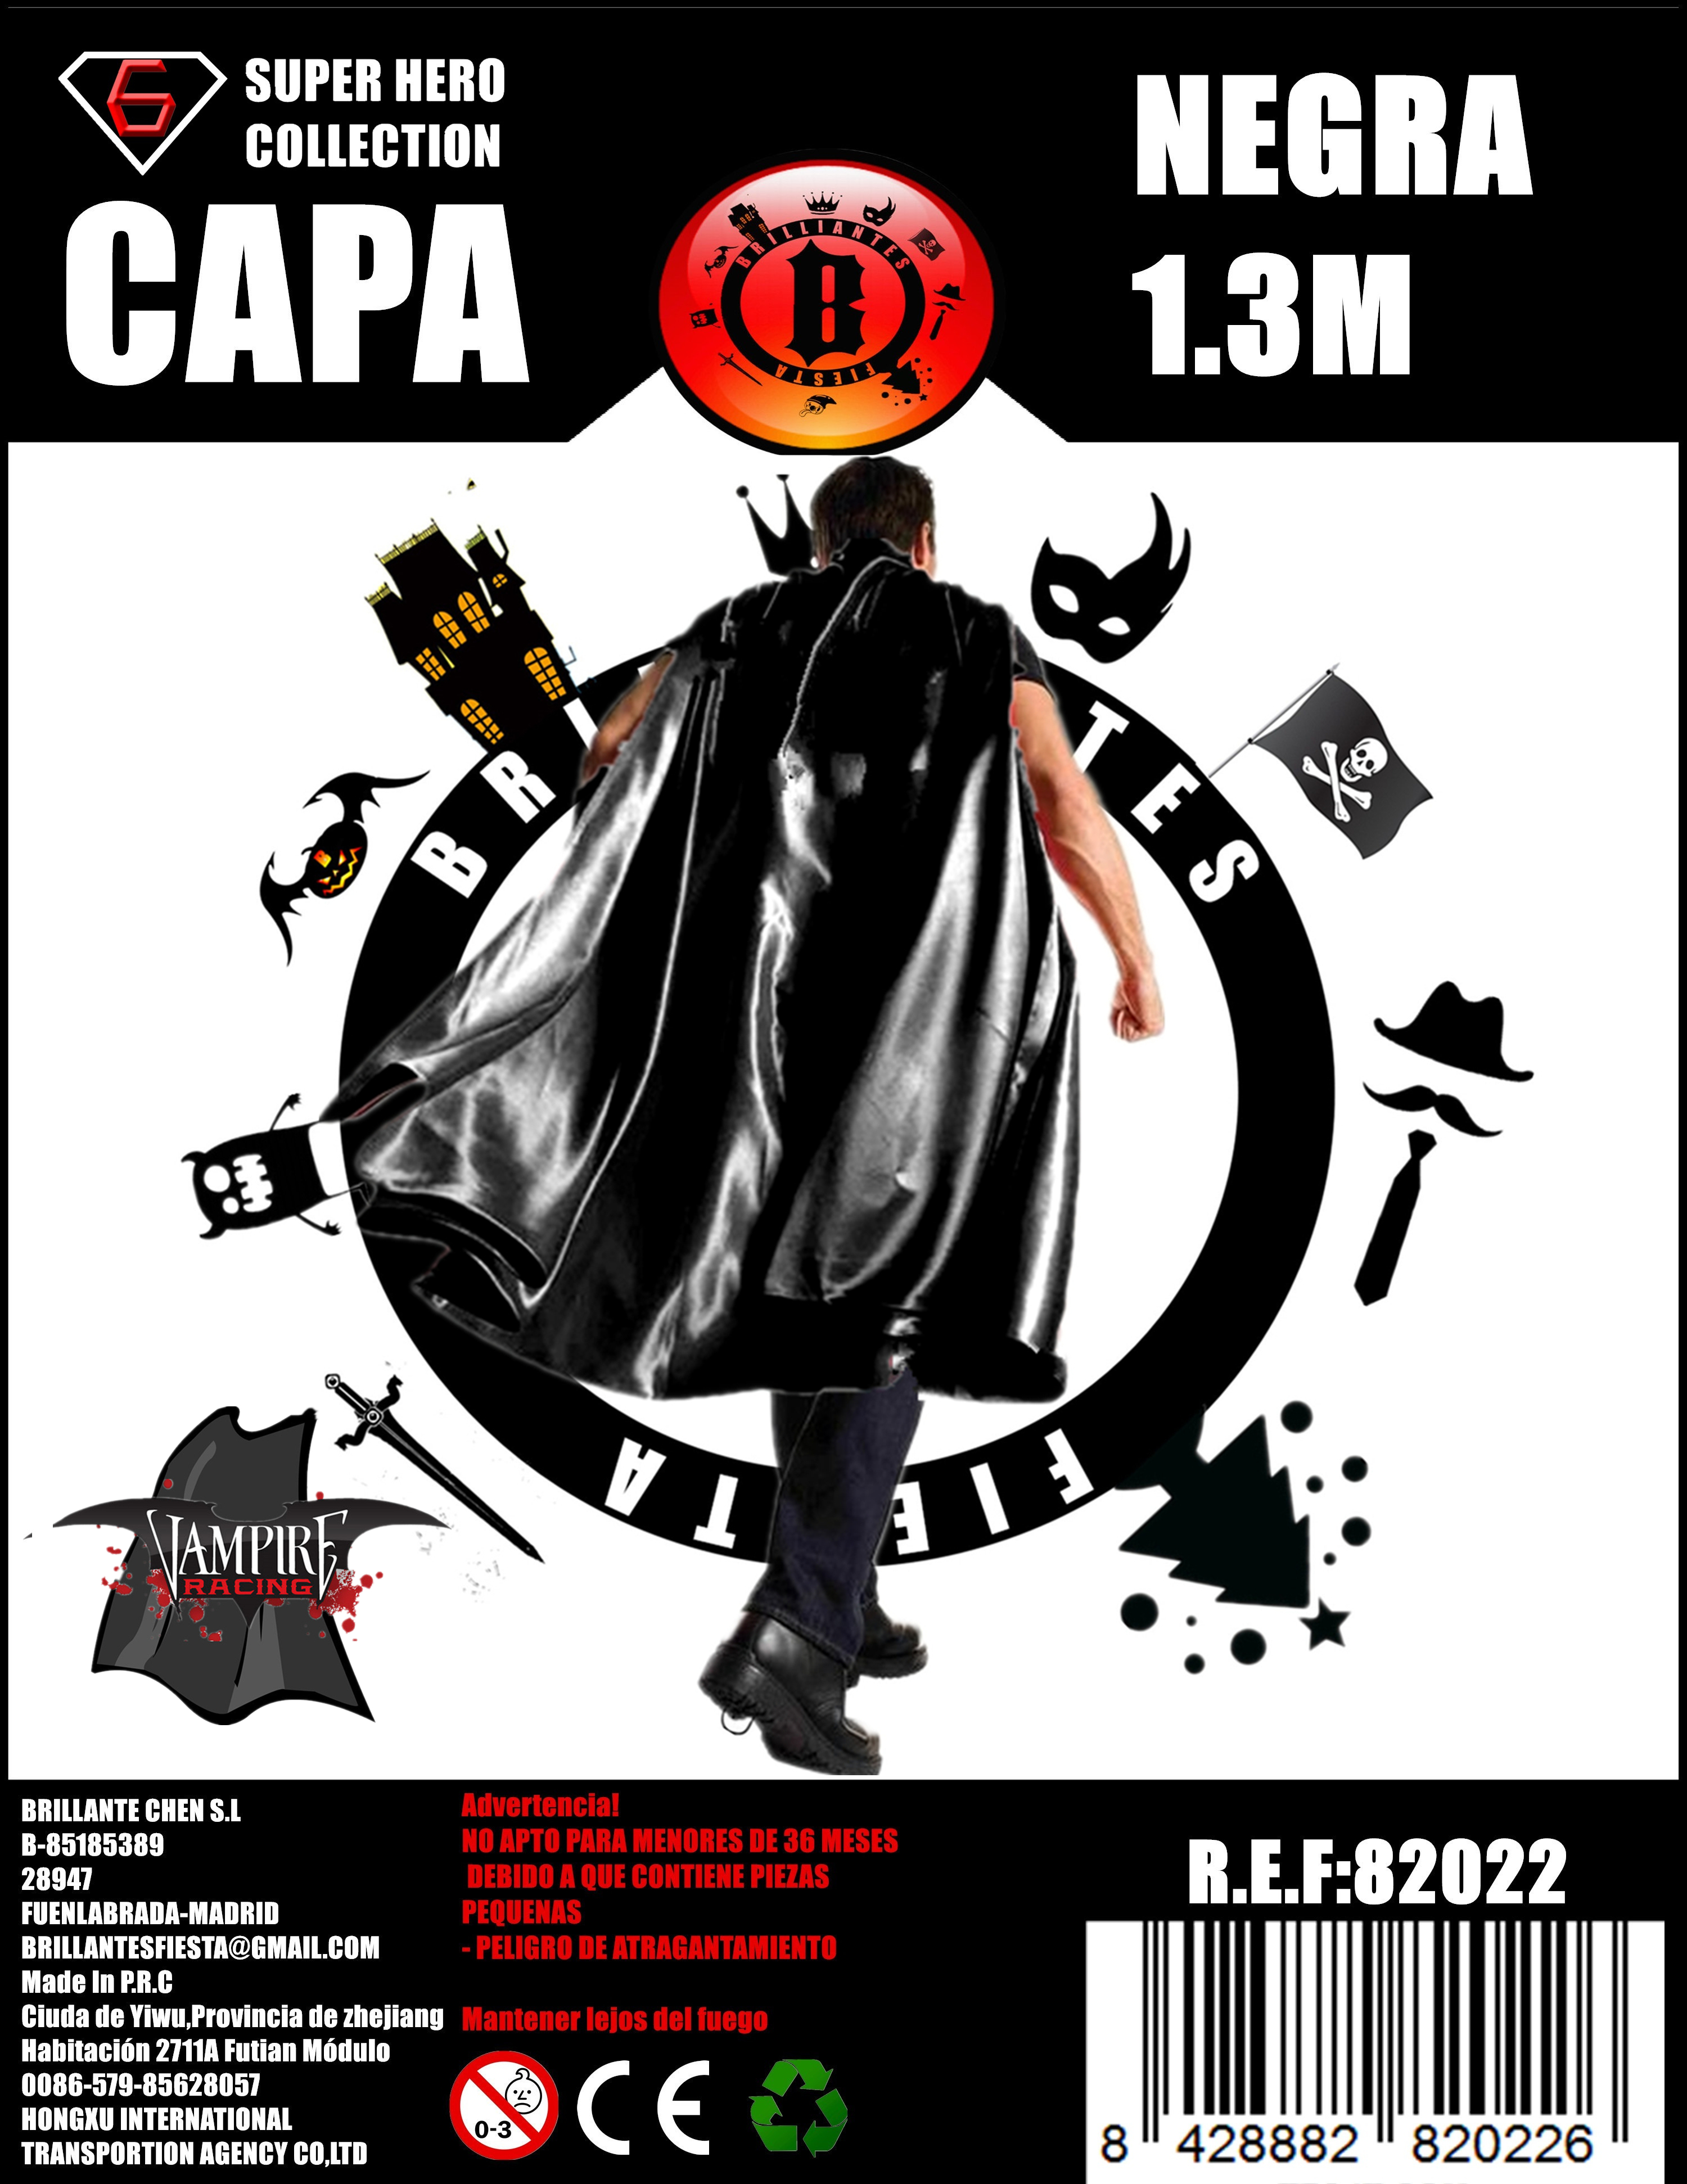 6
SUPER HERO
COLLECTION
CAPA
NEGRA
1.3M
BRILLIANTES
B
FIESTA
BRI
TES
FIE
TA
VAMPIRE
RACING
BRILLANTE CHEN S.L
B-85185389
28947
FUENLABRADA-MADRID
BRILLANTESFIESTA@GMAIL.COM
Made In P.R.C
Ciuda de Yiwu,Provincia de zhejiang
Habitación 2711A Futian Módulo
0086-579-85628057
HONGXU INTERNATIONAL
TRANSPORTION AGENCY CO,LTD
Advertencia!
NO APTO PARA MENORES DE 36 MESES
DEBIDO A QUE CONTIENE PIEZAS
PEQUENAS
- PELIGRO DE ATRAGANTAMIENTO
Mantener lejos del fuego
0-3
CE
R.E.F:82022
8 428882 820226